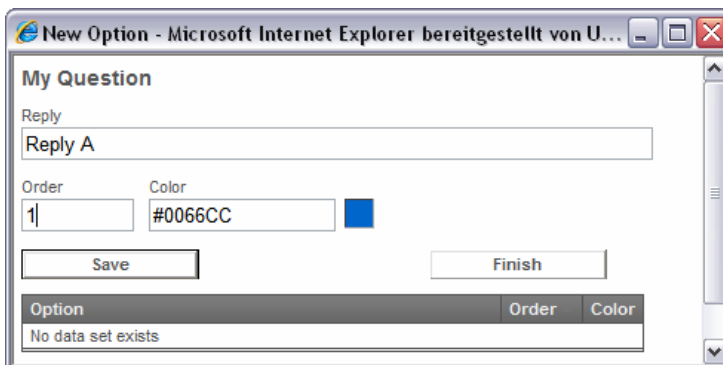 New Option - Microsoft Internet Explorer bereitgestellt von U...
My Question
Reply
Reply A
Order Color
1 #0066CC
Save Finish
Option Order Color
No data set exists